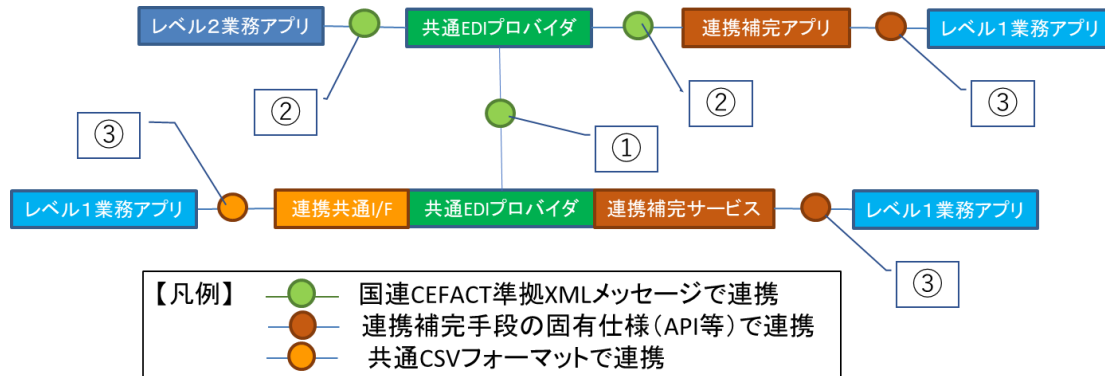 レベル２業務アプリ
共通EDIプロバイダ
連携補完アプリ
レベル１業務アプリ
②
②
③
③
①
レベル１業務アプリ
連携共通I/F
共通EDIプロバイダ
連携補完サービス
レベル１業務アプリ
③
【凡例】
国連CEFACT準拠XMLメッセージで連携
連携補完手段の固有仕様（API等）で連携
共通CSVフォーマットで連携